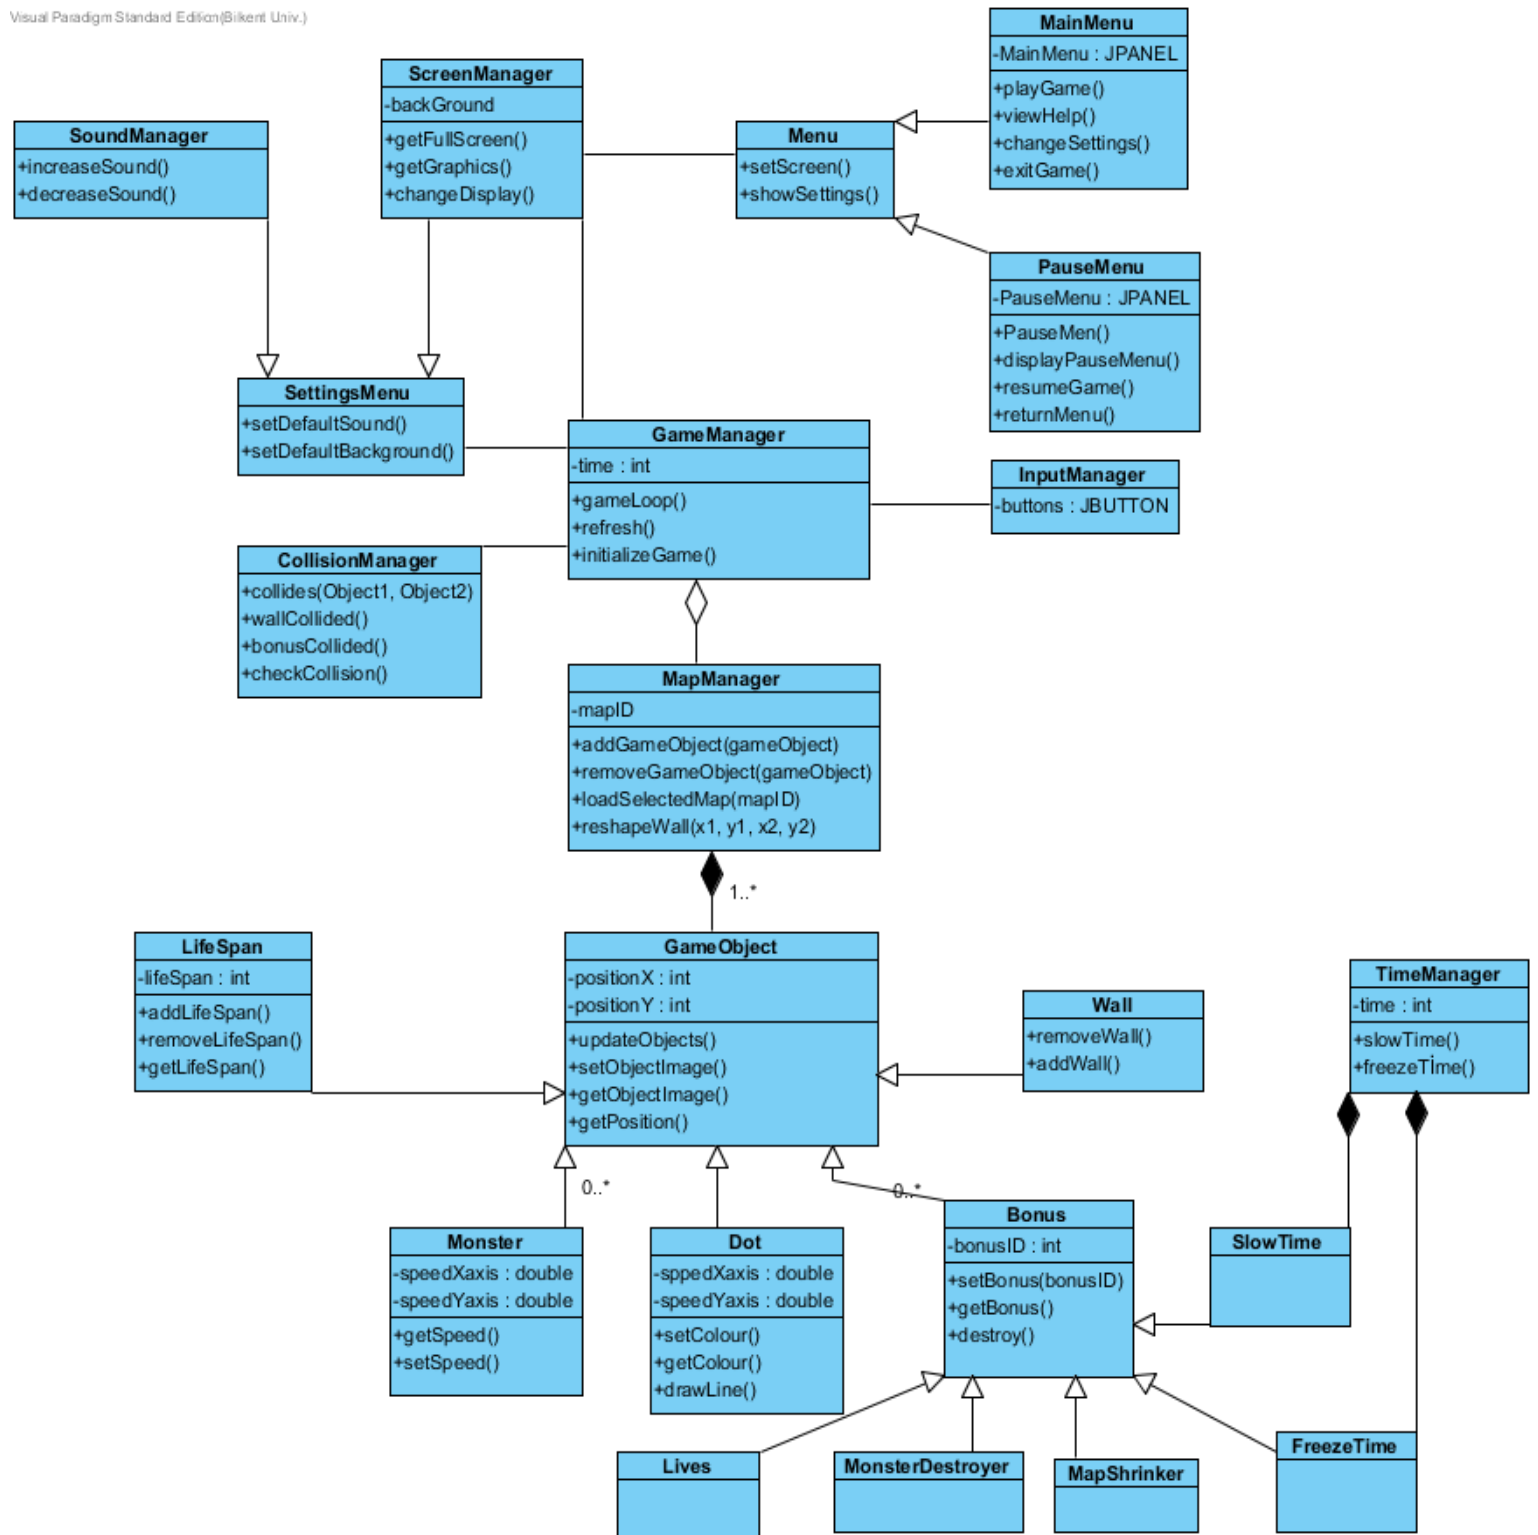 Visual Paradigm Standard Edition(Bilkent Univ.)
MainMenu
-MainMenu : JPANEL
+playGame()
+viewHelp()
+changeSettings()
+exitGame()
ScreenManager
-backGround
+getFullScreen()
+getGraphics()
+changeDisplay()
SoundManager
+increaseSound()
+decreaseSound()
Menu
+setScreen()
+showSettings()
PauseMenu
-PauseMenu : JPANEL
+PauseMen()
+displayPauseMenu()
+resumeGame()
+returnMenu()
SettingsMenu
+setDefaultSound()
+setDefaultBackground()
GameManager
-time : int
+gameLoop()
+refresh()
+initializeGame()
InputManager
-buttons : JBUTTON
CollisionManager
+collides(Object1, Object2)
+wallCollided()
+bonusCollided()
+checkCollision()
MapManager
-mapID
+addGameObject(gameObject)
+removeGameObject(gameObject)
+loadSelectedMap(mapID)
+reshapeWall(x1, y1, x2, y2)
1..*
LifeSpan
-lifeSpan : int
+addLifeSpan()
+removeLifeSpan()
+getLifeSpan()
GameObject
-positionX : int
-positionY : int
+updateObjects()
+setObjectImage()
+getObjectImage()
+getPosition()
Wall
+removeWall()
+addWall()
TimeManager
-time : int
+slowTime()
+freezeTime()
0..*
0..*
Monster
-speedXaxis : double
-speedYaxis : double
+getSpeed()
+setSpeed()
Dot
-sppedXaxis : double
-speedYaxis : double
+setColour()
+getColour()
+drawLine()
Bonus
-bonusID : int
+setBonus(bonusID)
+getBonus()
+destroy()
SlowTime
Lives
MonsterDestroyer
MapShrinker
FreezeTime